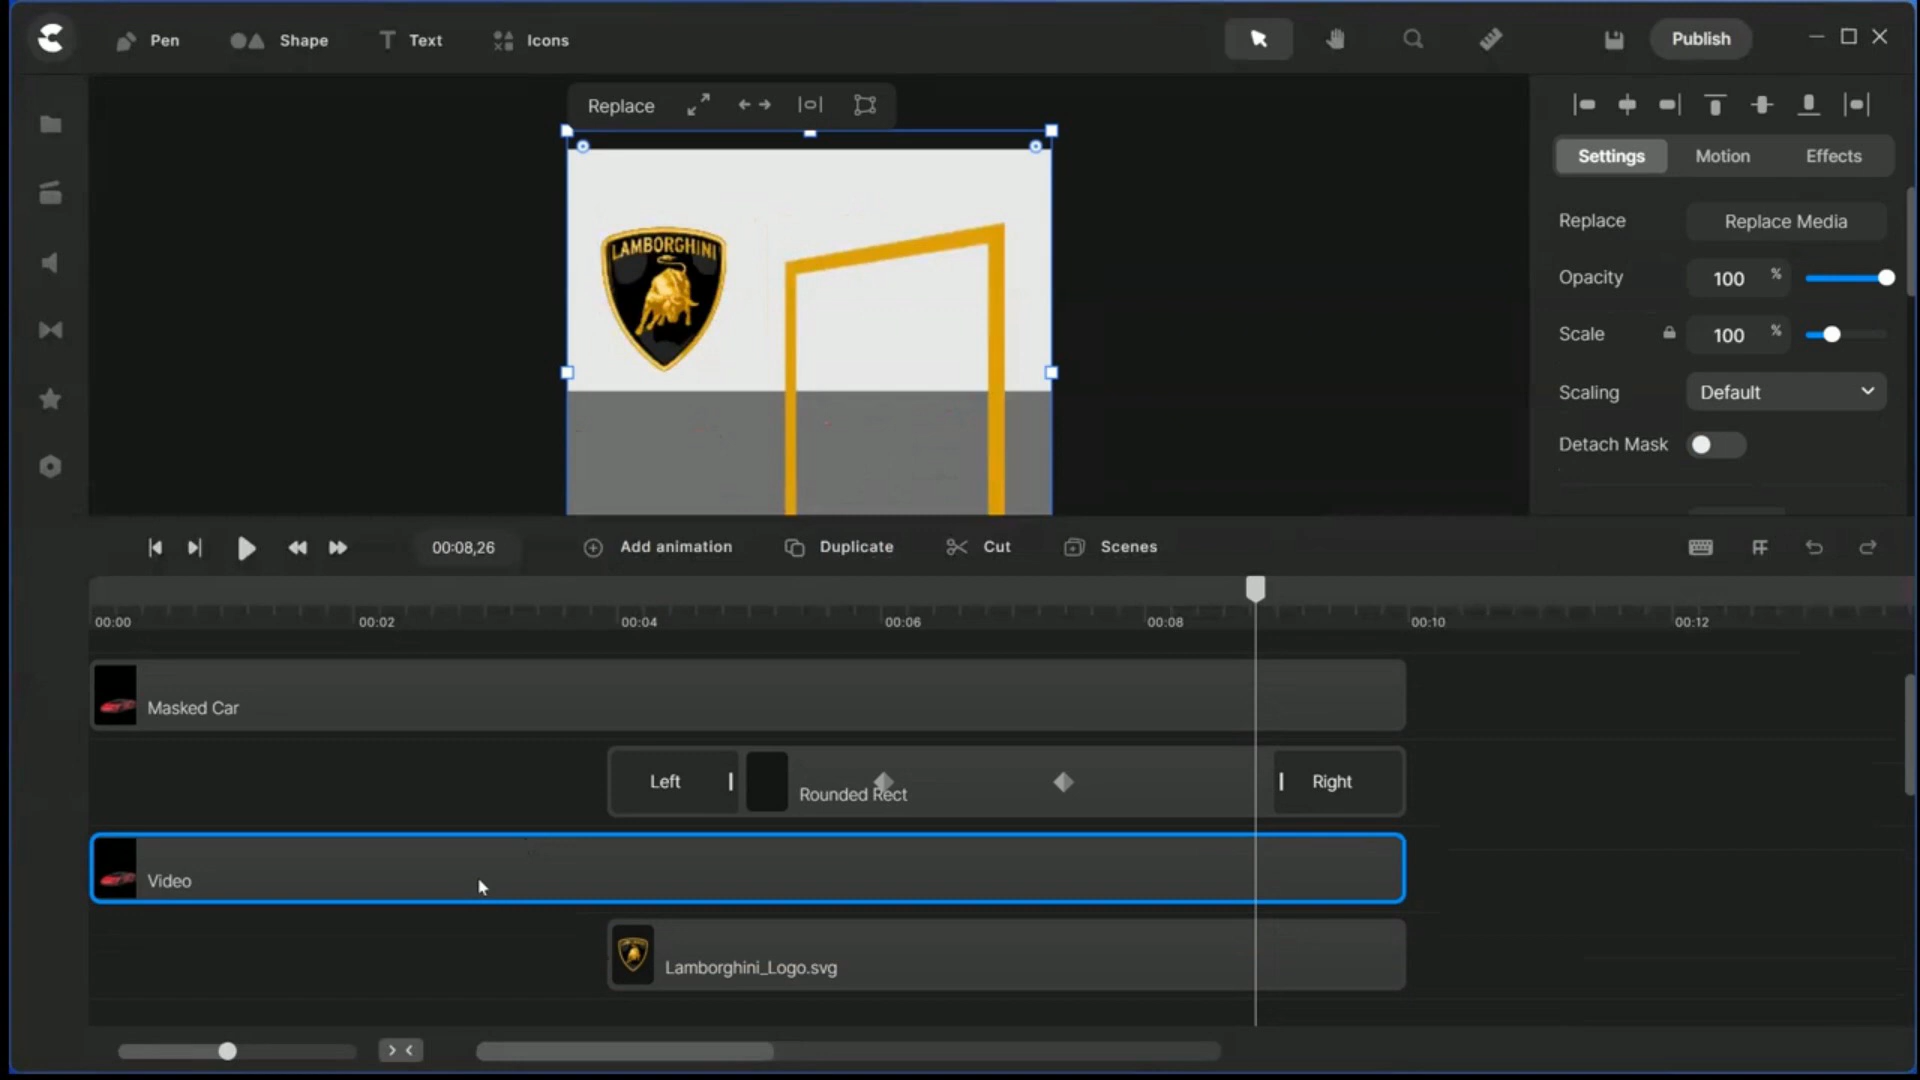 Pen
Shape
Text
Icons
Publish
Replace
LAMBORGHINI
Settings
Motion
Effects
Replace
Replace Media
Opacity
100
%
Scale
100
%
Scaling
Default
Detach Mask
00:08,26
Add animation
Duplicate
Cut
Scenes
00:00
00:02
00:04
00:06
00:08
00:10
00:12
Masked Car
Left
Rounded Rect
Right
Video
Lamborghini_Logo.svg